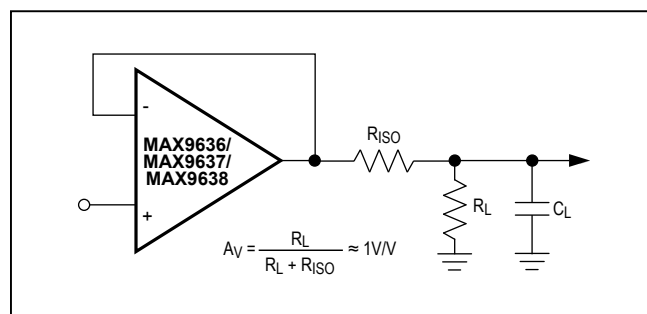 -
MAX9636/
MAX9637/
MAX9638
+
RISO
RL
CL
AV = RL / RL + RISO ≈ 1V/V